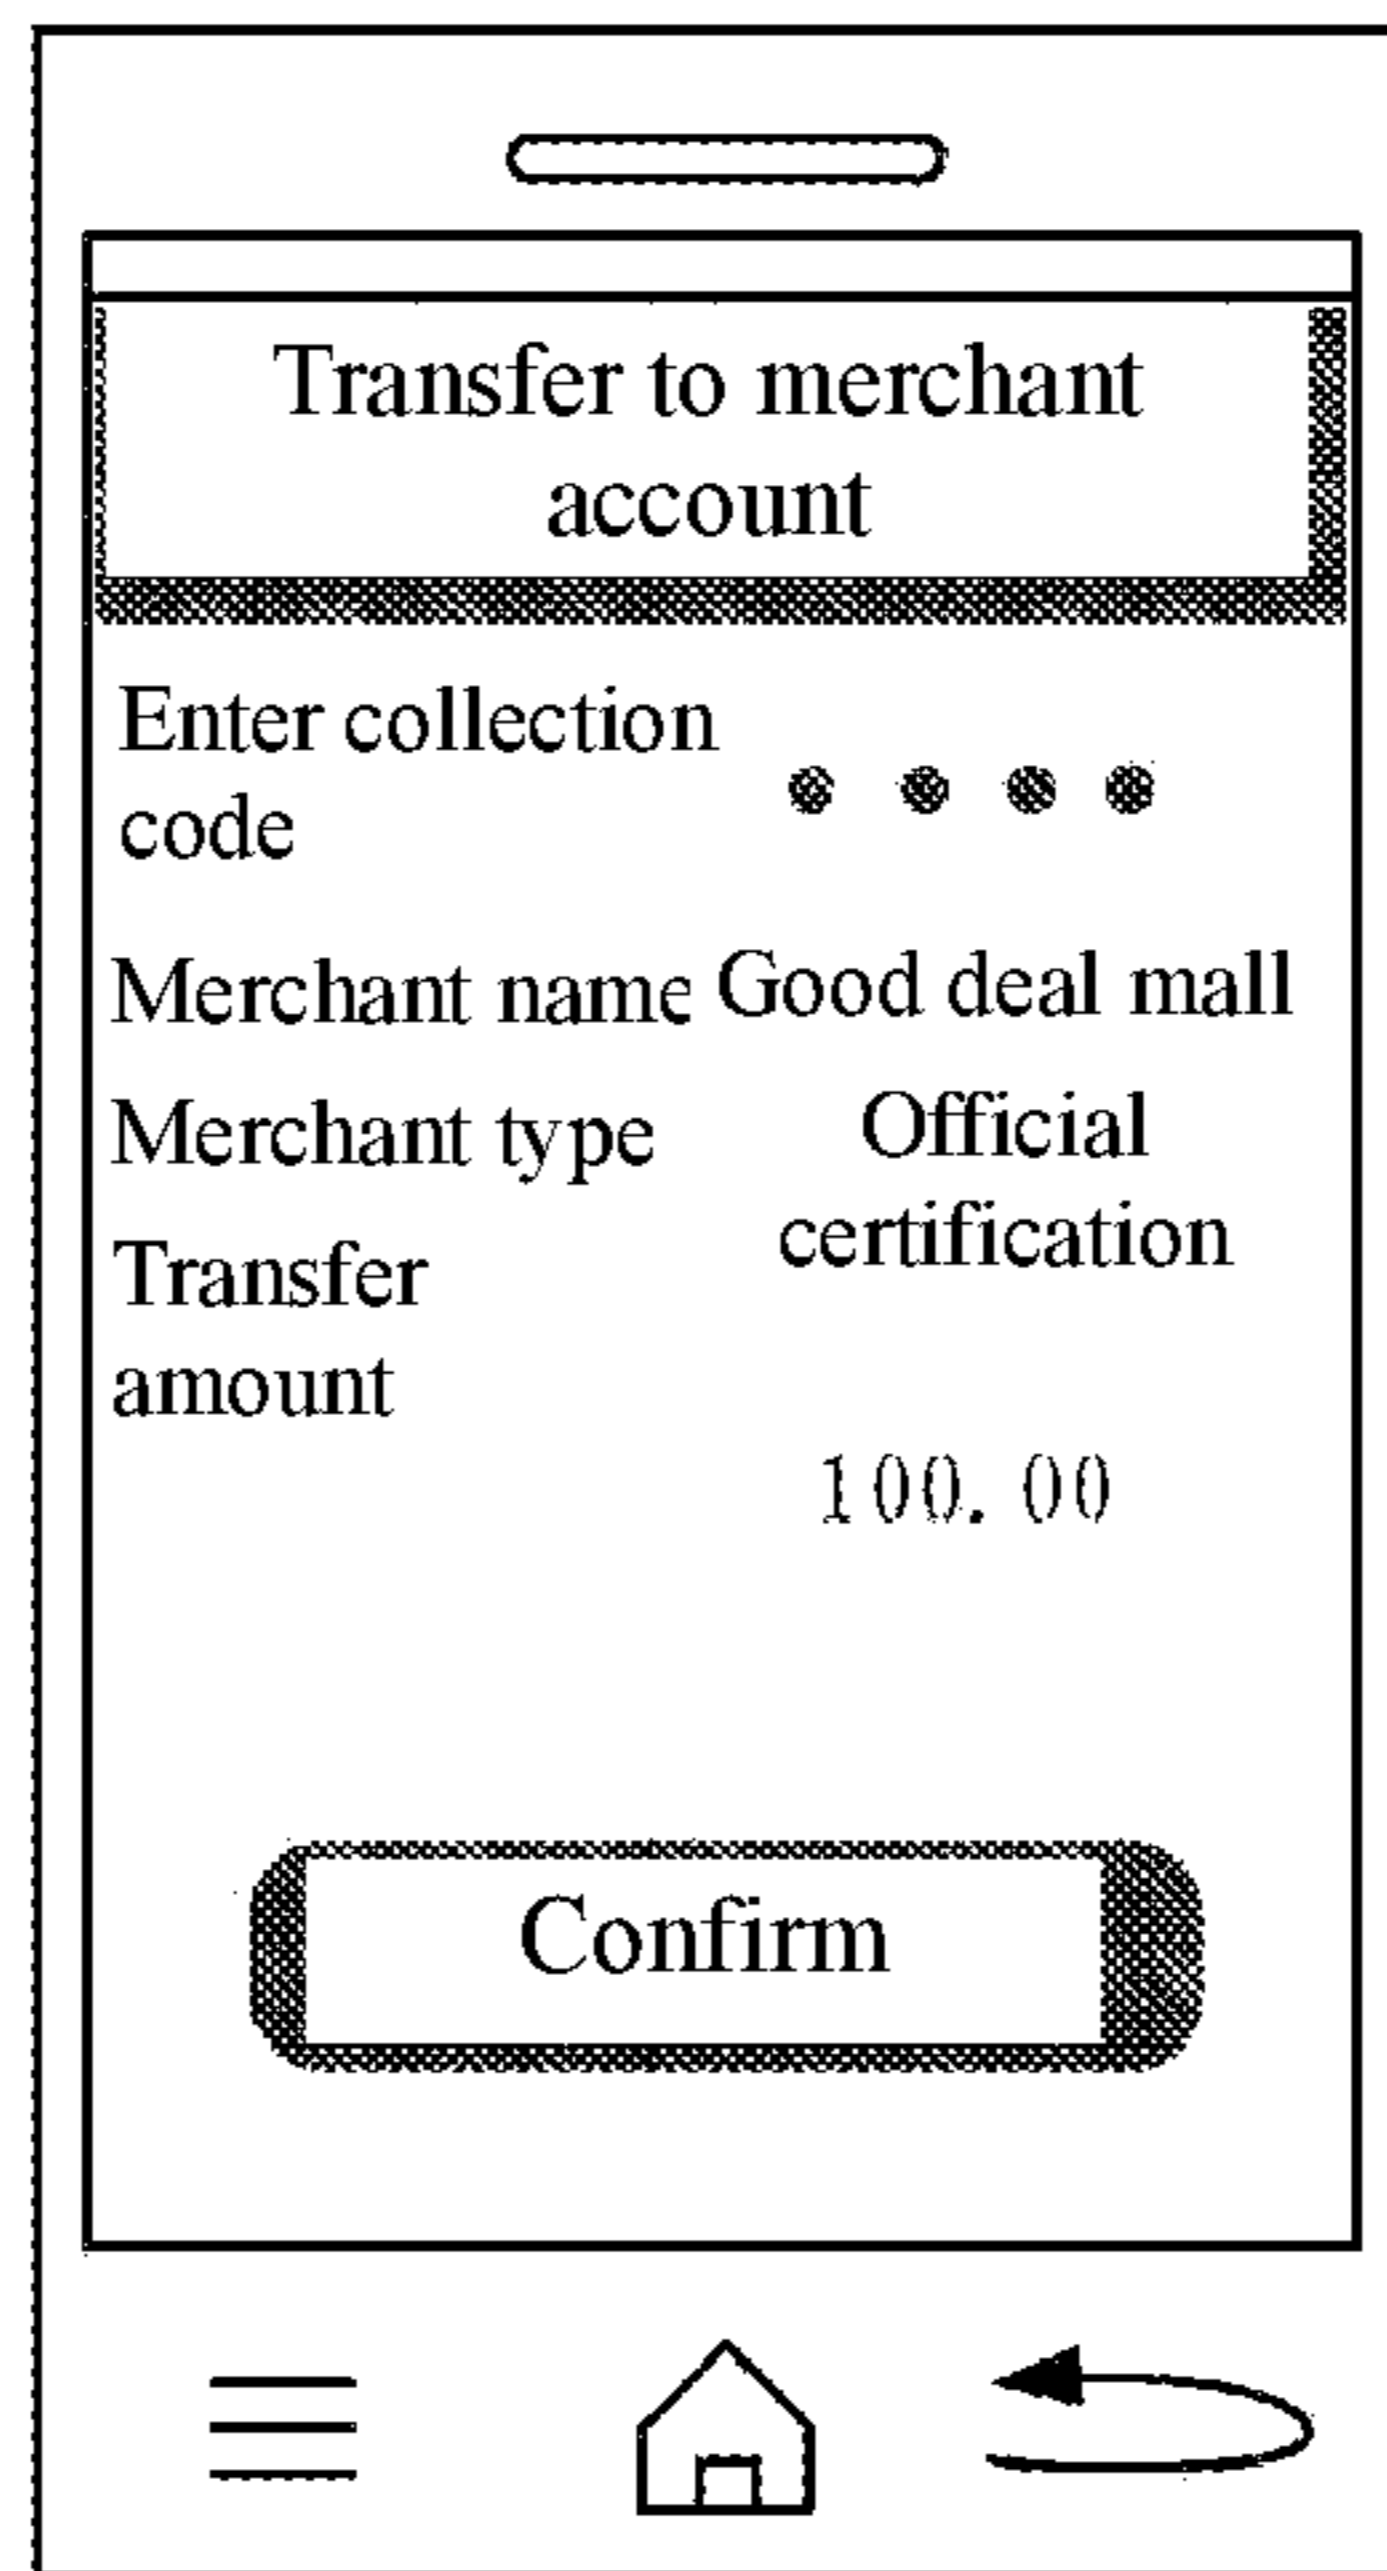 Transfer to merchant
account
Enter collection
code
Merchant name Good deal mall
Merchant type
Official
certification
Transfer
amount
100.00
Confirm